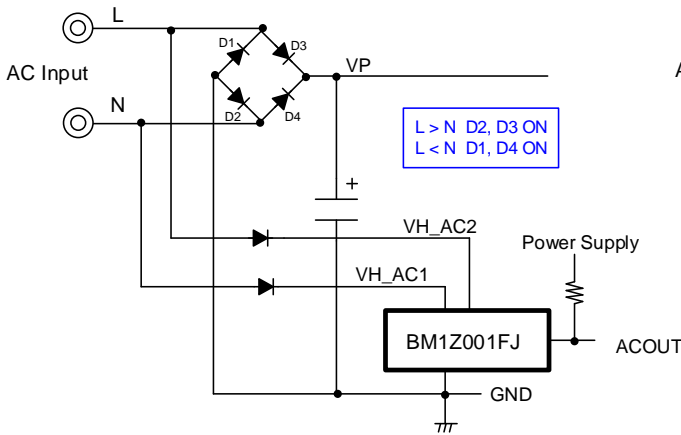 L
D1
D3
VP
A
AC Input
N
D2
D4
L > N D2, D3 ON
L < N D1, D4 ON
+
VH_AC2
Power Supply
VH_AC1
BM1Z001FJ
ACOUT
GND